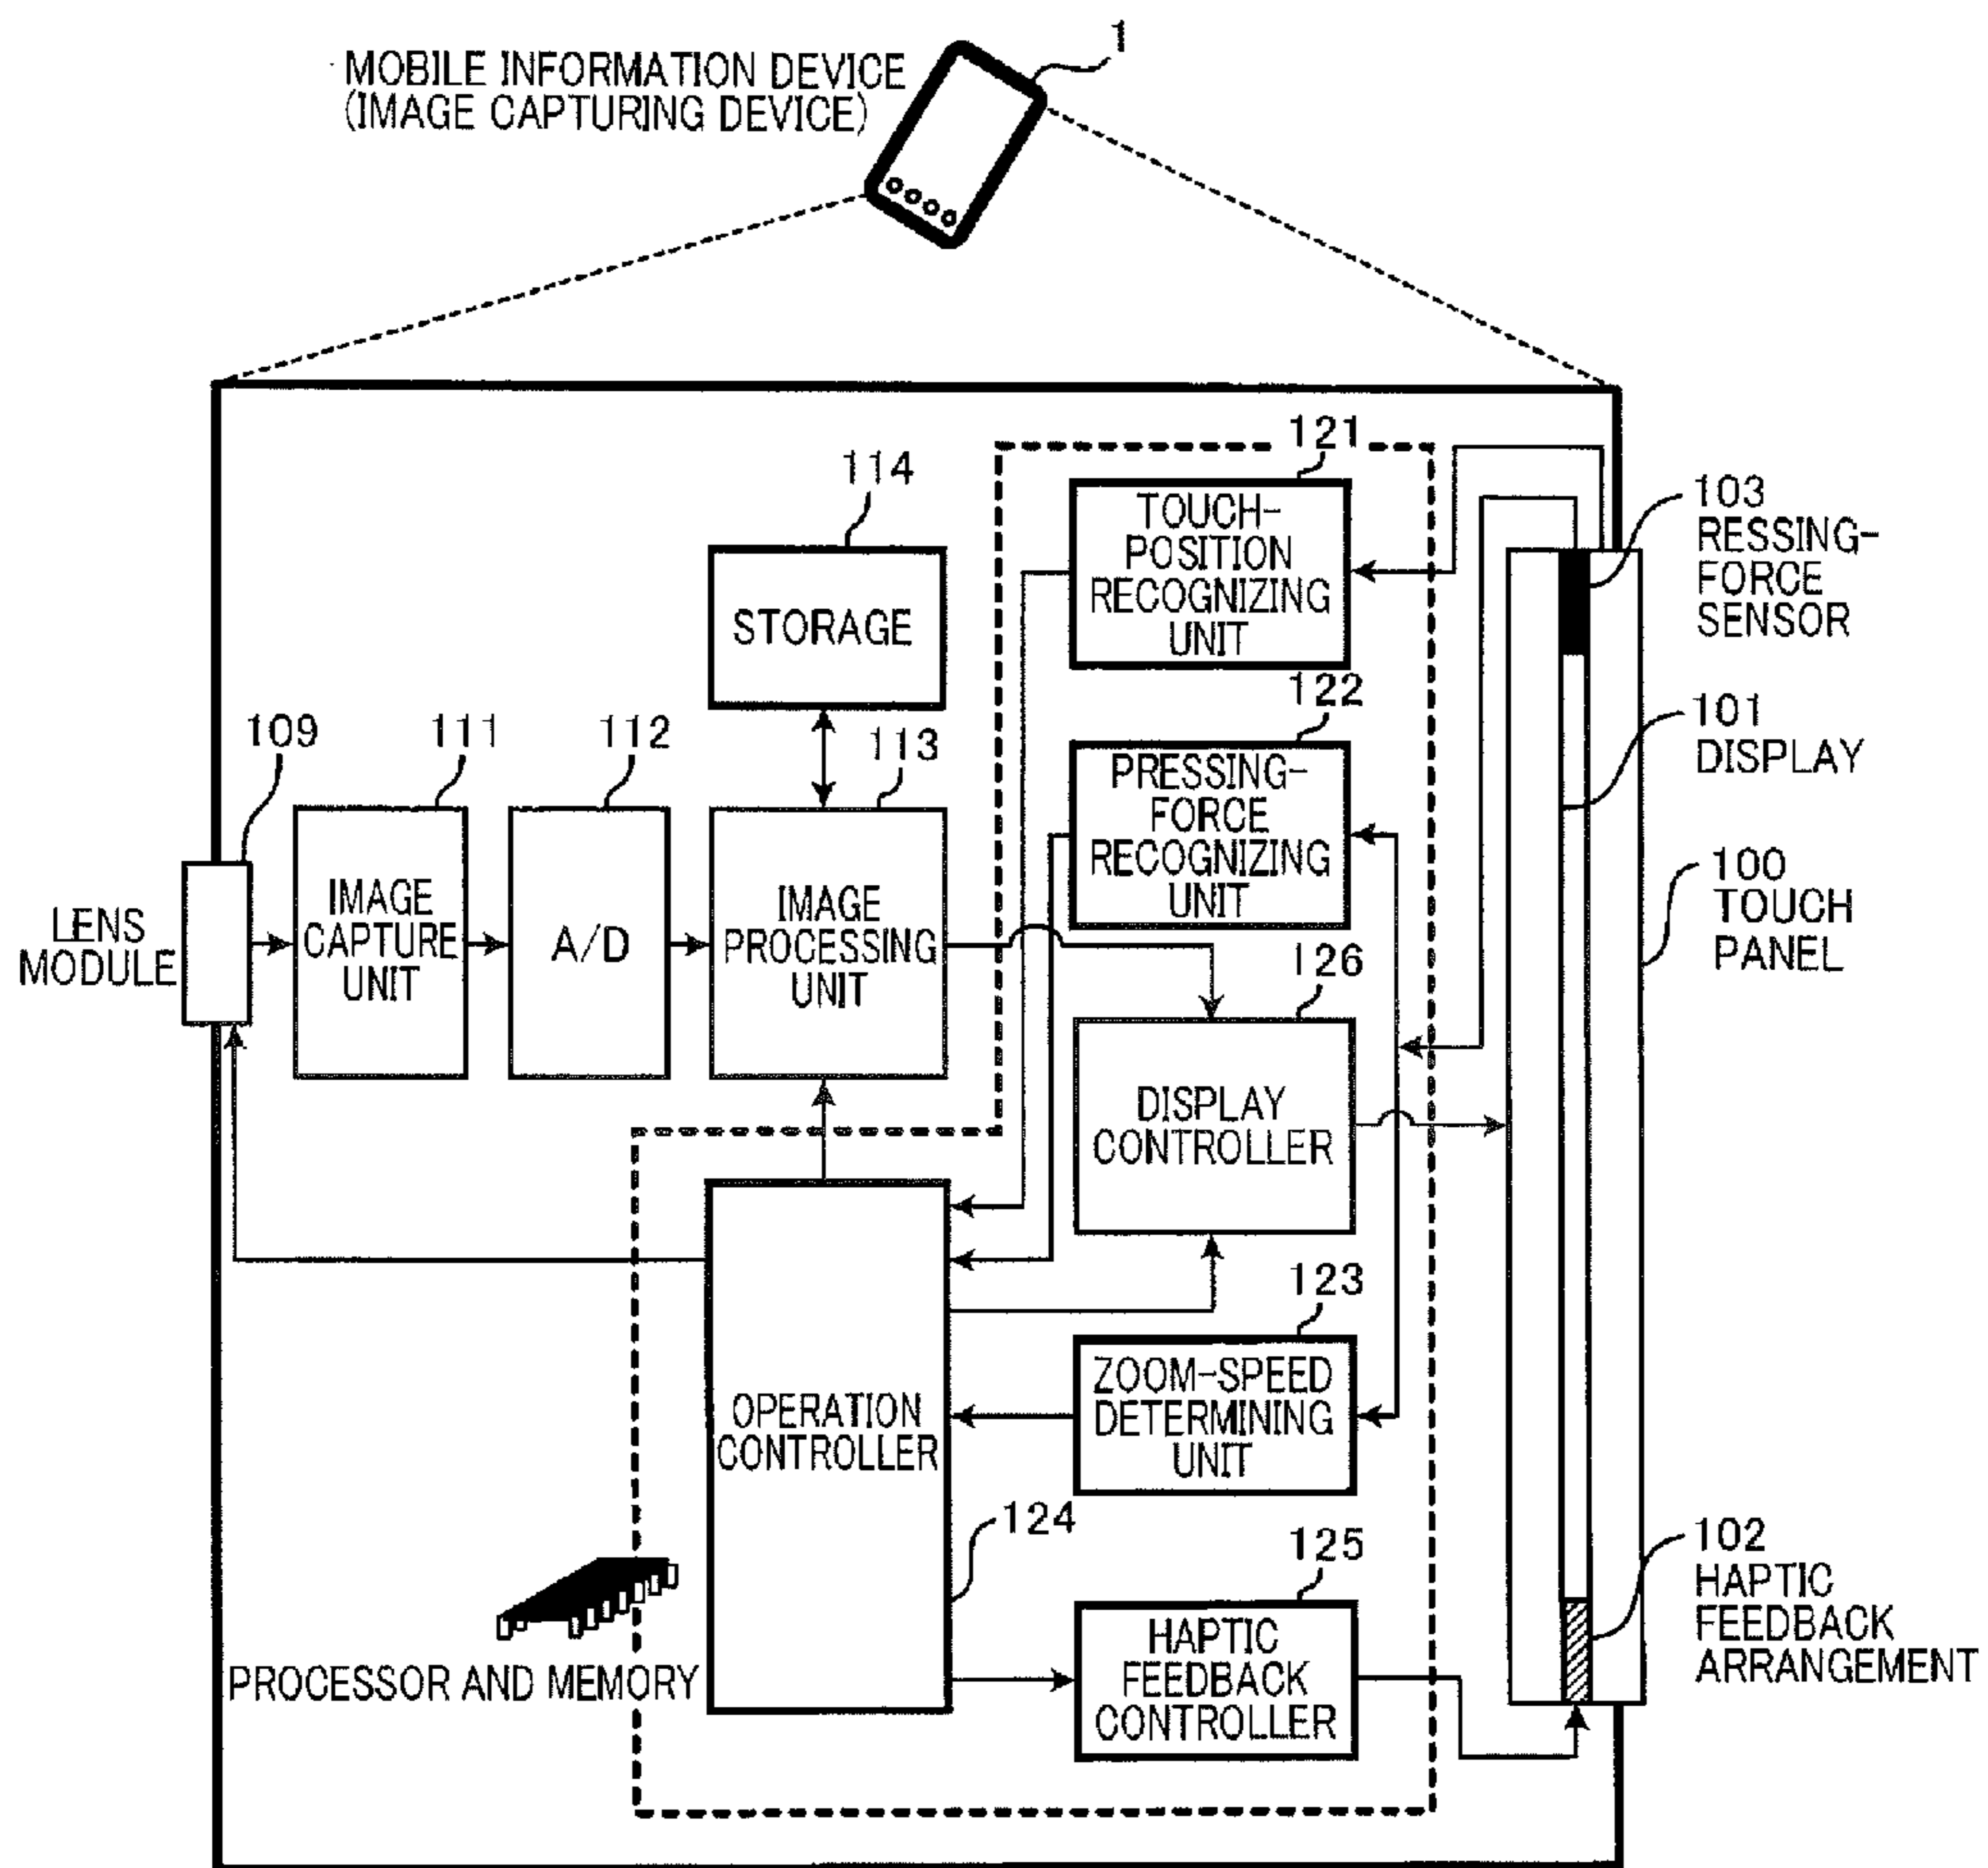 1
MOBILE INFORMATION DEVICE
(IMAGE CAPTURING DEVICE)
121
114
TOUCH-
POSITION
RECOGNIZING
UNIT
103
RESSING-
FORCE
SENSOR
STORAGE
122
101
DISPLAY
109
111
112
113
PRESSING-
FORCE
RECOGNIZING
UNIT
100
TOUCH
PANEL
LENS
MODULE
IMAGE
CAPTURE
UNIT
A/D
IMAGE
PROCESSING
UNIT
126
DISPLAY
CONTROLLER
123
ZOOM-SPEED
DETERMINING
UNIT
OPERATION
CONTROLLER
124
125
102
HAPTIC
FEEDBACK
ARRANGEMENT
HAPTIC
FEEDBACK
CONTROLLER
PROCESSOR AND MEMORY